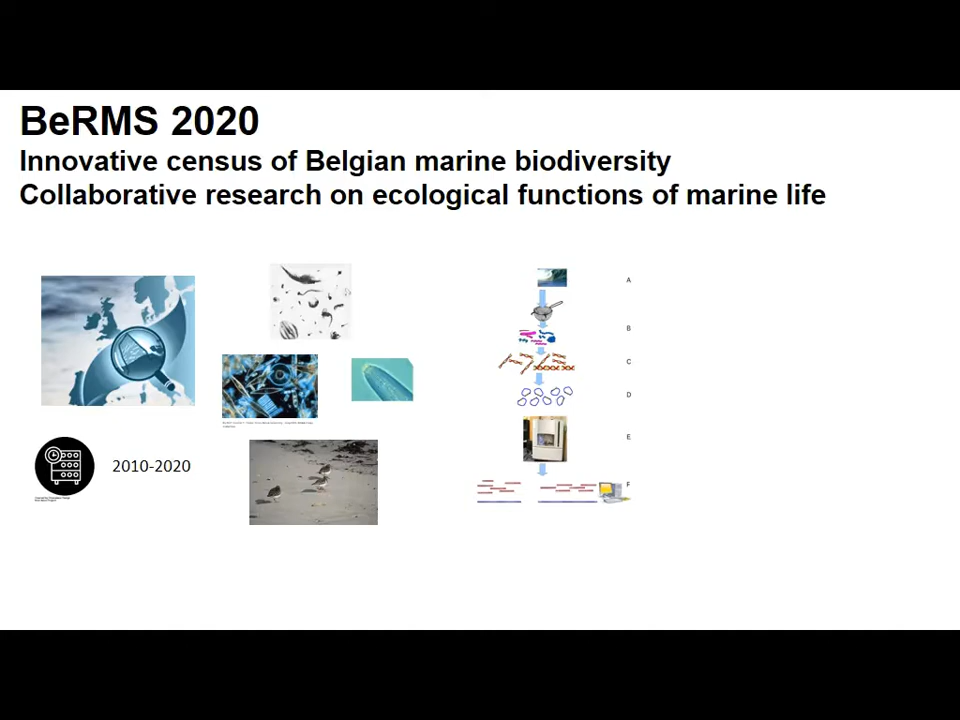 BeRMS 2020
Innovative census of Belgian marine biodiversity
Collaborative research on ecological functions of marine life
A
B
C
D
E
F
2010-2020